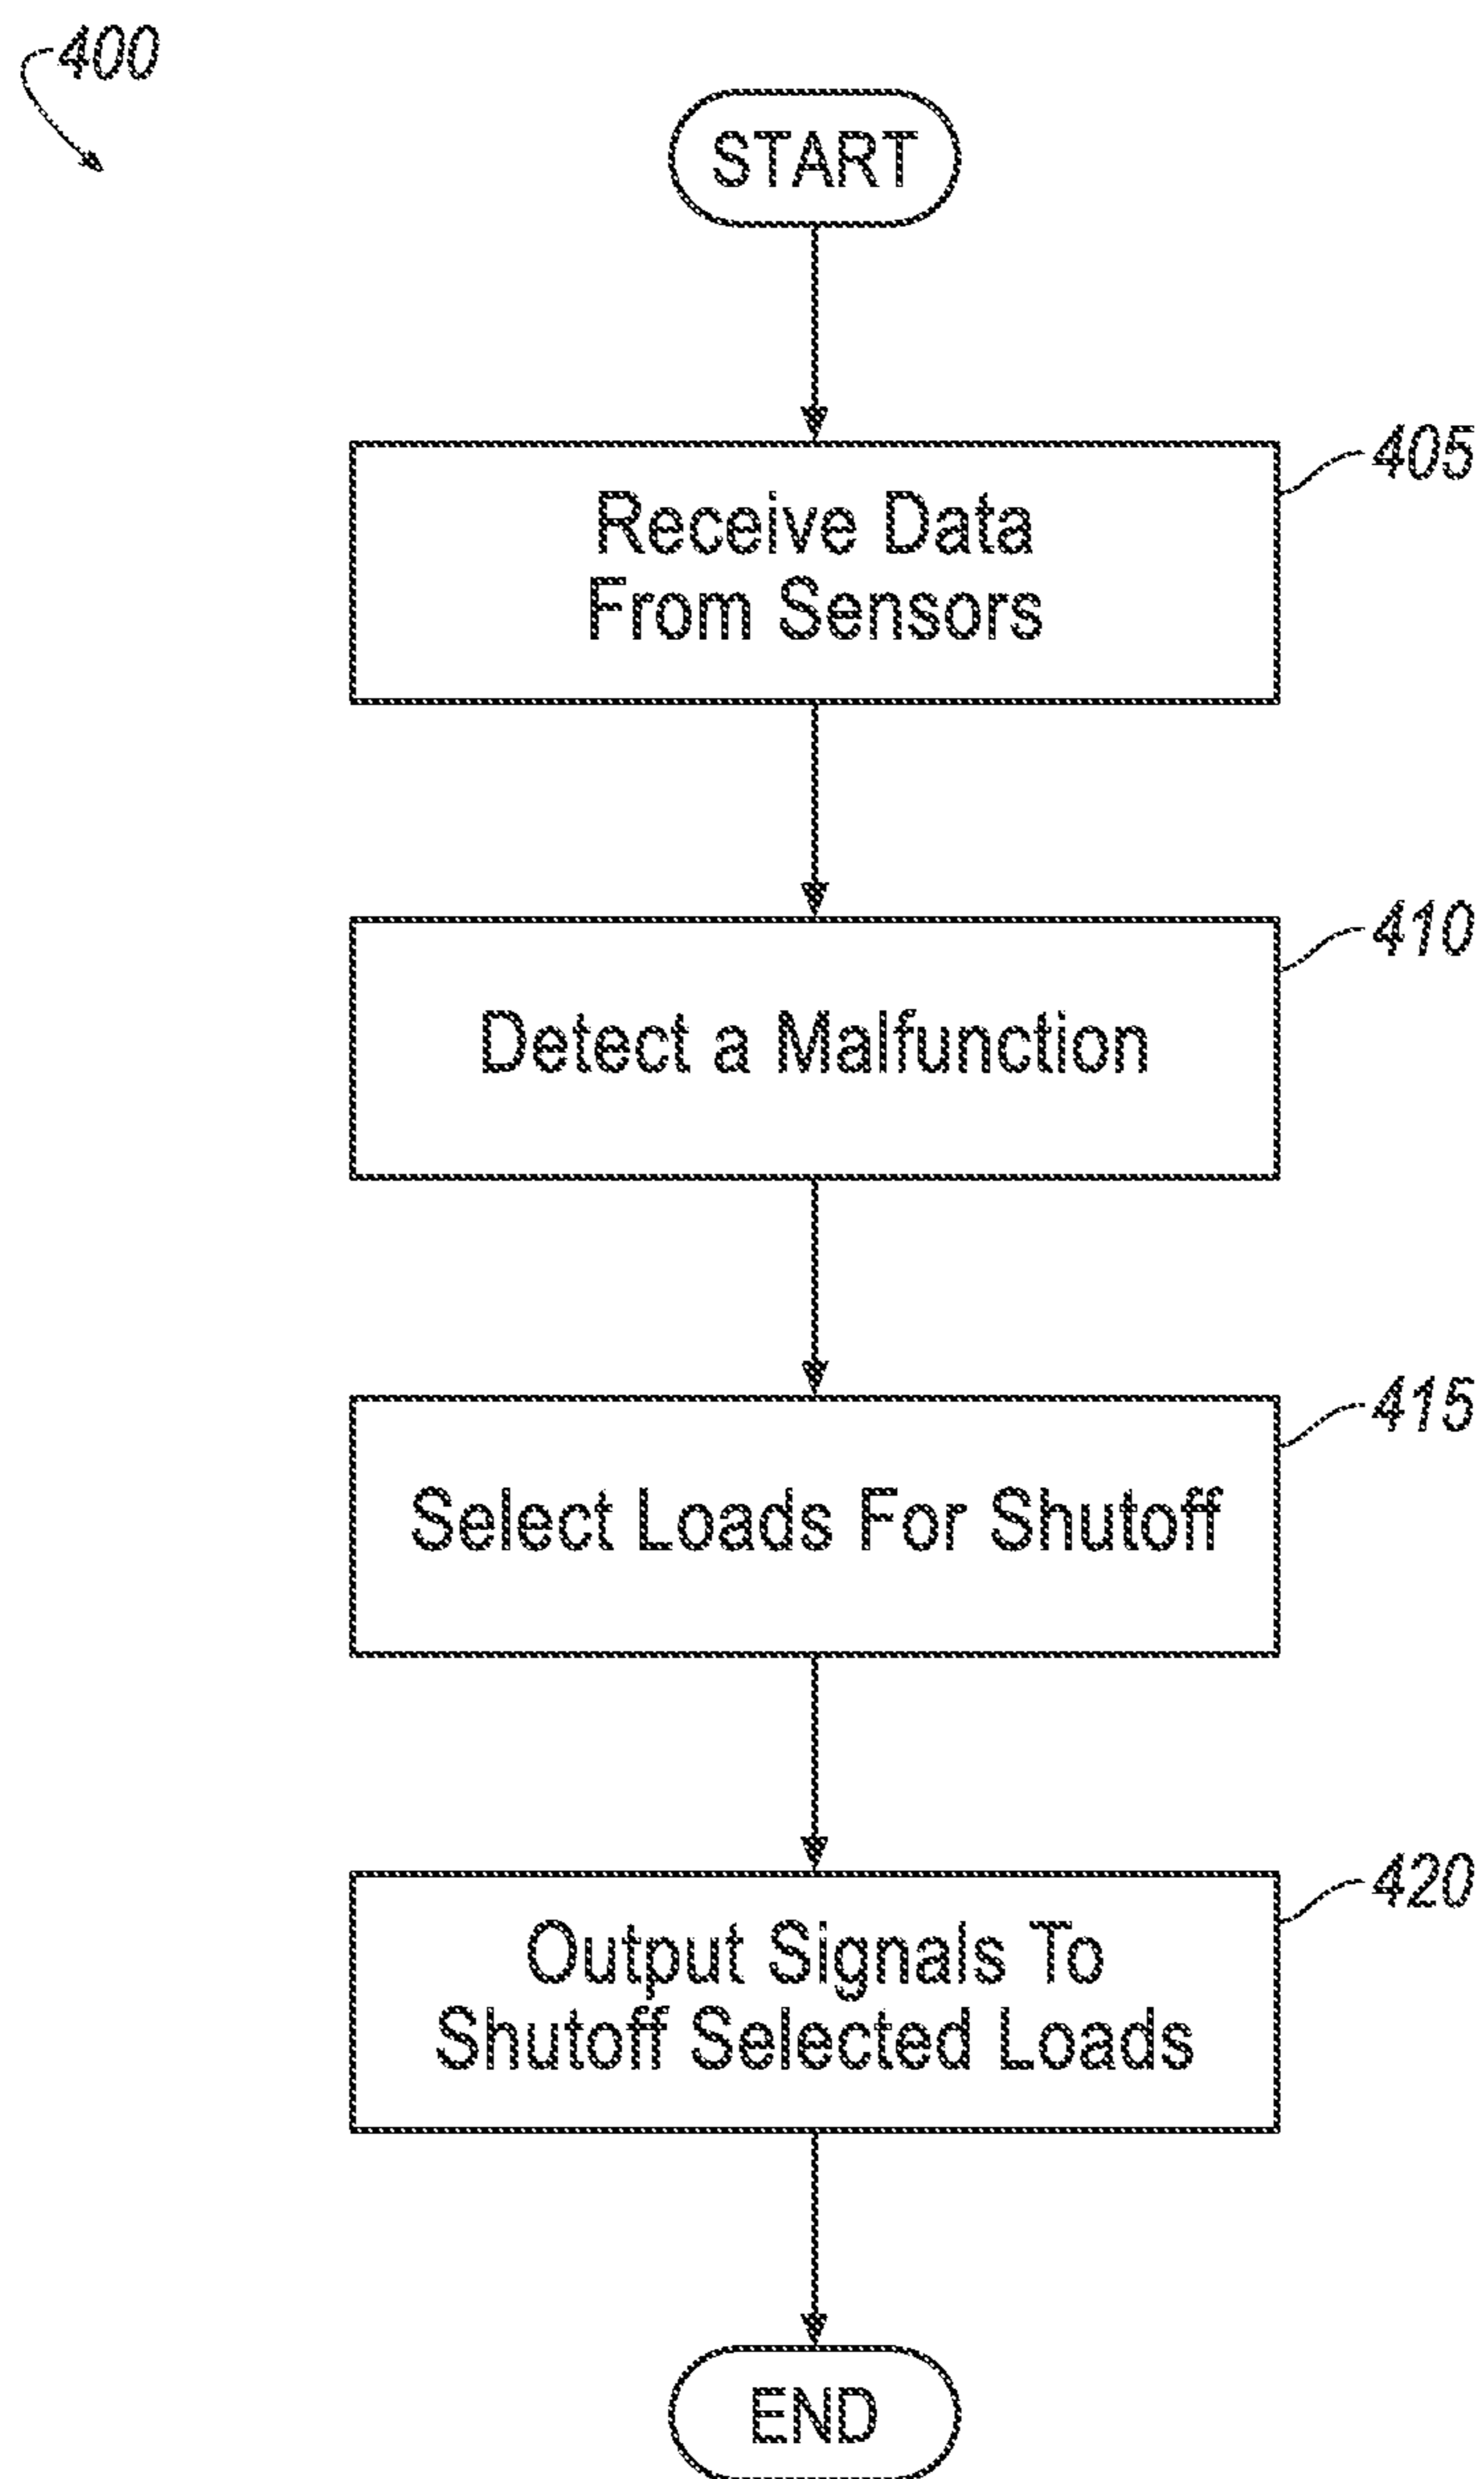 400
START
405
Receive Data
From Sensors
410
Detect a Malfunction
415
Select Loads For Shutoff
420
Output Signals To
Shutoff Selected Loads
END